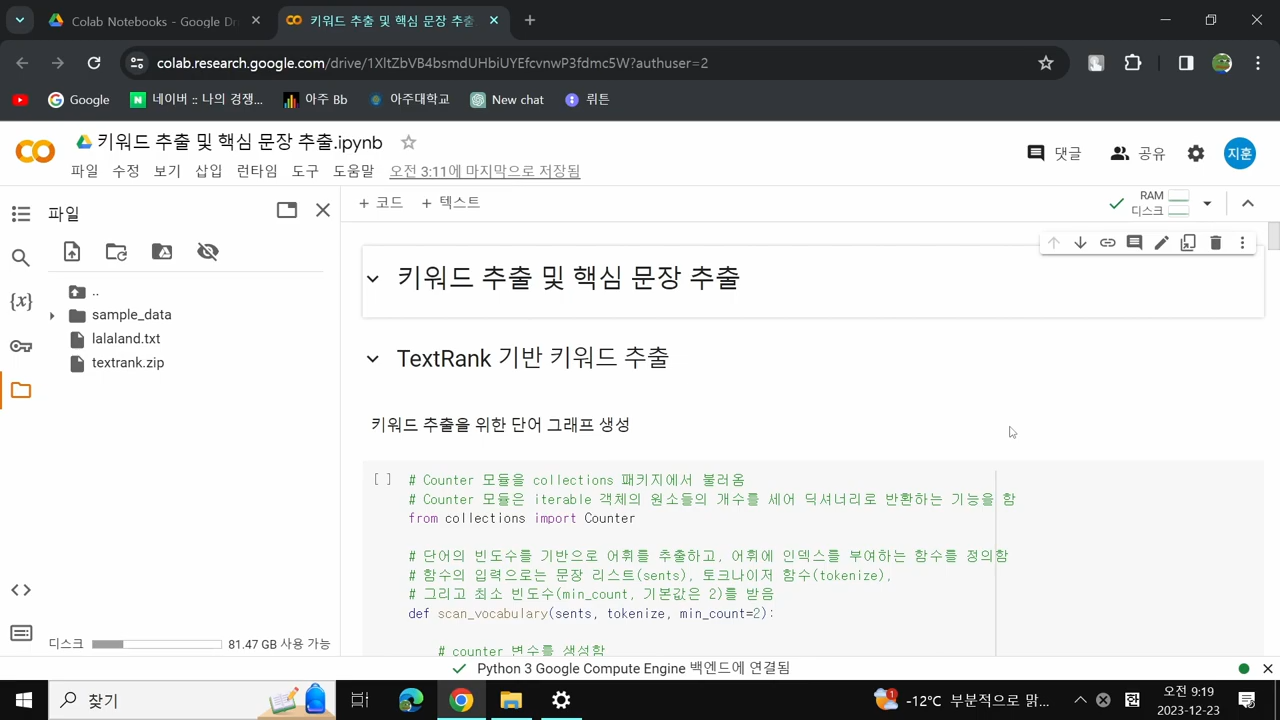 Colab Notebooks - Google Dr
키워드 추출 및 핵심 문장 추출
colab.research.google.com/drive/1XltZbVB4bsmdUHbiUYEfcvnwP3fdmc5W?authuser=2
Google
네이버 :: 나의 경쟁...
아주 Bb
아주대학교
New chat
뤼튼
키워드 추출 및 핵심 문장 추출.ipynb
파일 수정 보기 삽입 런타임 도구 도움말 오전 3:11에 마지막으로 저장됨
댓글
공유
지훈
파일
+ 코드 + 텍스트
RAM
디스크
..
sample_data
lalaland.txt
textrank.zip
{x}
키워드 추출 및 핵심 문장 추출
TextRank 기반 키워드 추출
키워드 추출을 위한 단어 그래프 생성
[ ] # Counter 모듈을 collections 패키지에서 불러옴
# Counter 모듈은 iterable 객체의 원소들의 개수를 세어 딕셔너리로 반환하는 기능을 함
from collections import Counter
# 단어의 빈도수를 기반으로 어휘를 추출하고, 어휘에 인덱스를 부여하는 함수를 정의함
# 함수의 입력으로는 문장 리스트(sents), 토크나이저 함수(tokenize),
# 그리고 최소 빈도수(min_count, 기본값은 2)를 받음
def scan_vocabulary(sents, tokenize, min_count=2):
# counter 변수를 생성함
디스크 81.47 GB 사용 가능
Python 3 Google Compute Engine 백엔드에 연결됨
찾기
1
-12°C 부분적으로 맑...
한
오전 9:19
2023-12-23